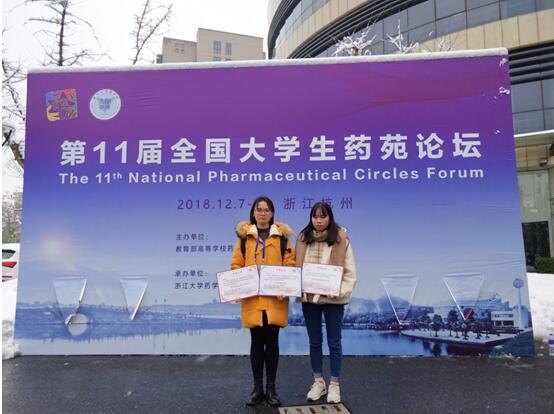 第11届全国大学生药苑论坛
The 11th National Pharmaceutical Circles Forum
2018.12.7- 浙江杭州
主办单位:
教育部高等学校药
承办单位:
浙江大学药学